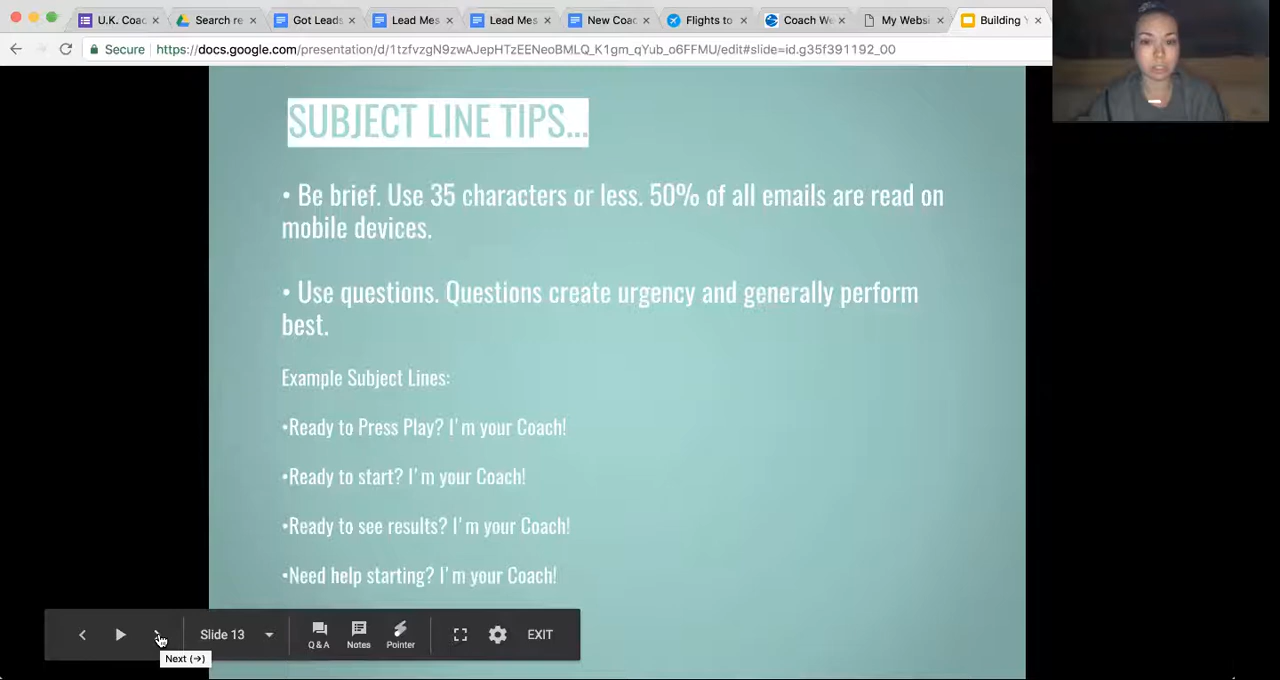 U.K. Coac
Search re
Got Leads
Lead Mes
Lead Mes
New Coac
Flights to
Coach We
My Websi
Building Y
Secure
https://docs.google.com/presentation/d/1tzfvzgN9zwAJepHTzEENeoBMLQ_K1gm_qYub_o6FFMU/edit#slide=id.g35f391192_00
SUBJECT LINE TIPS...
• Be brief. Use 35 characters or less. 50% of all emails are read on
mobile devices.
• Use questions. Questions create urgency and generally perform
best.
Example Subject Lines:
•Ready to Press Play? I'm your Coach!
•Ready to start? I'm your Coach!
•Ready to see results? I'm your Coach!
•Need help starting? I'm your Coach!
Slide 13
Q & A
Notes
Pointer
EXIT
Next (→)